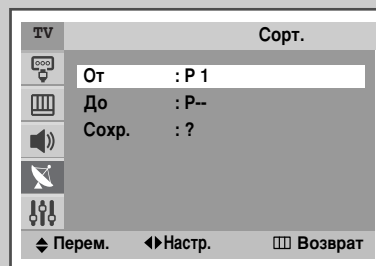 TV Сорт.
От : P 1
До : P--
Сохр. : ?
Перем. Настр. Возврат